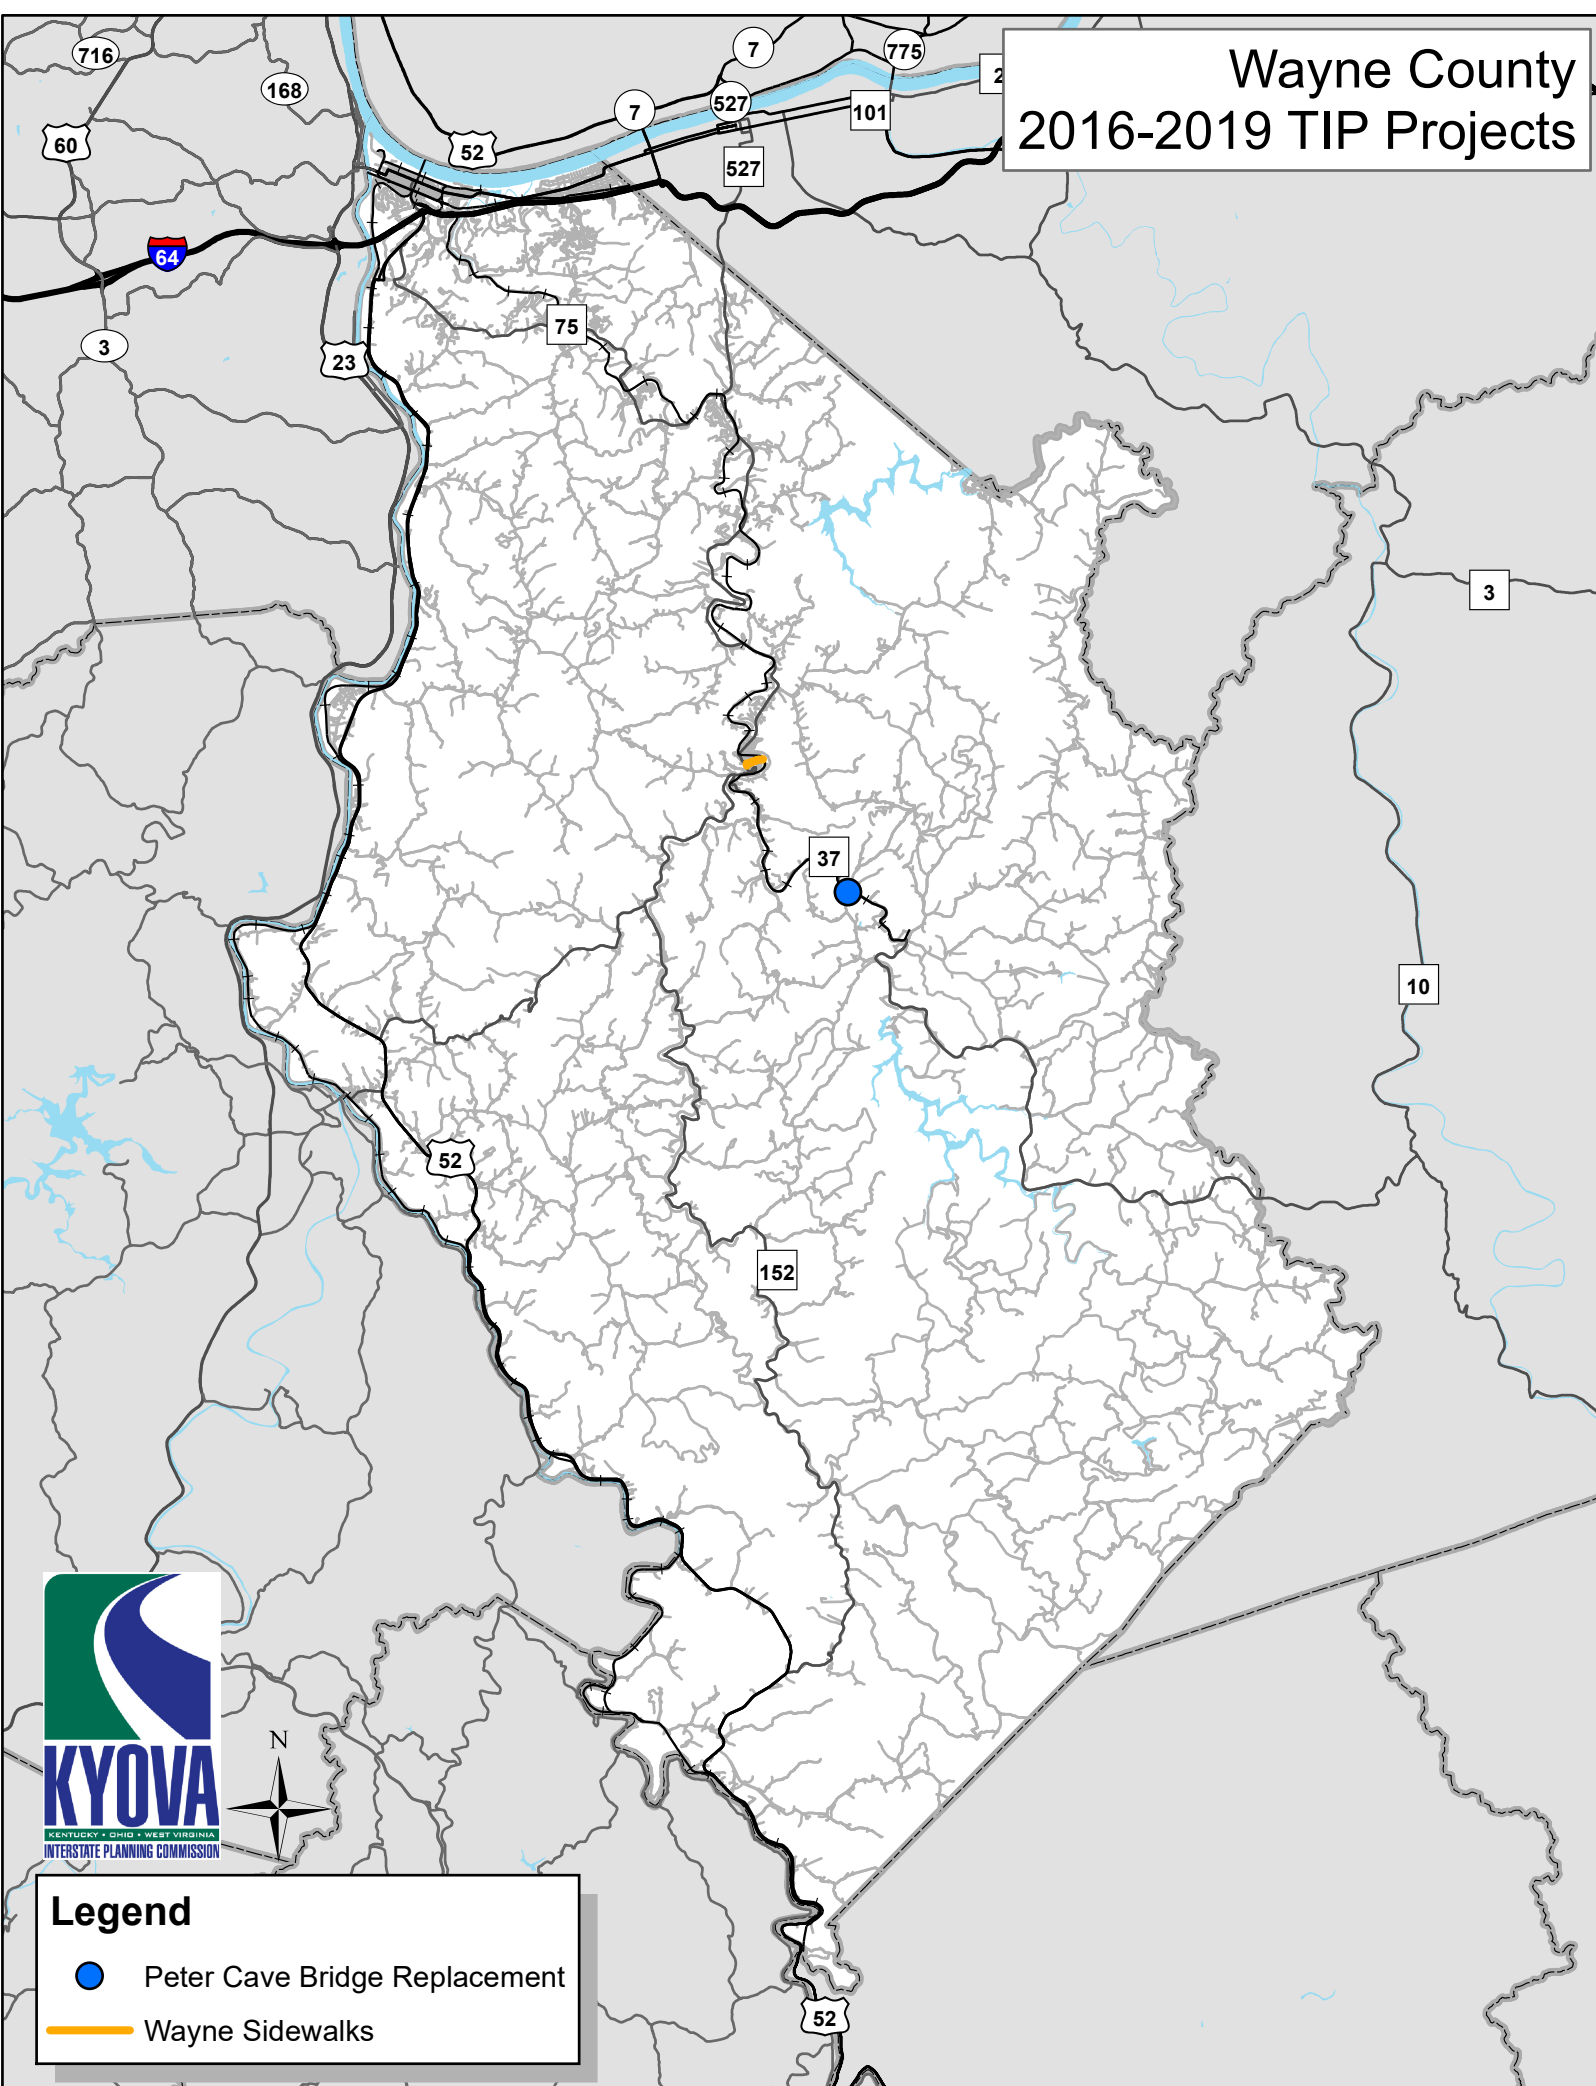 Wayne County
2016-2019 TIP Projects
716
168
60
7
775
7
527
101
2
52
527
64
75
3
23
3
37
10
52
152
N
KYOVA
KENTUCKY • OHIO • WEST VIRGINIA
INTERSTATE PLANNING COMMISSION
Legend
Peter Cave Bridge Replacement
Wayne Sidewalks
52